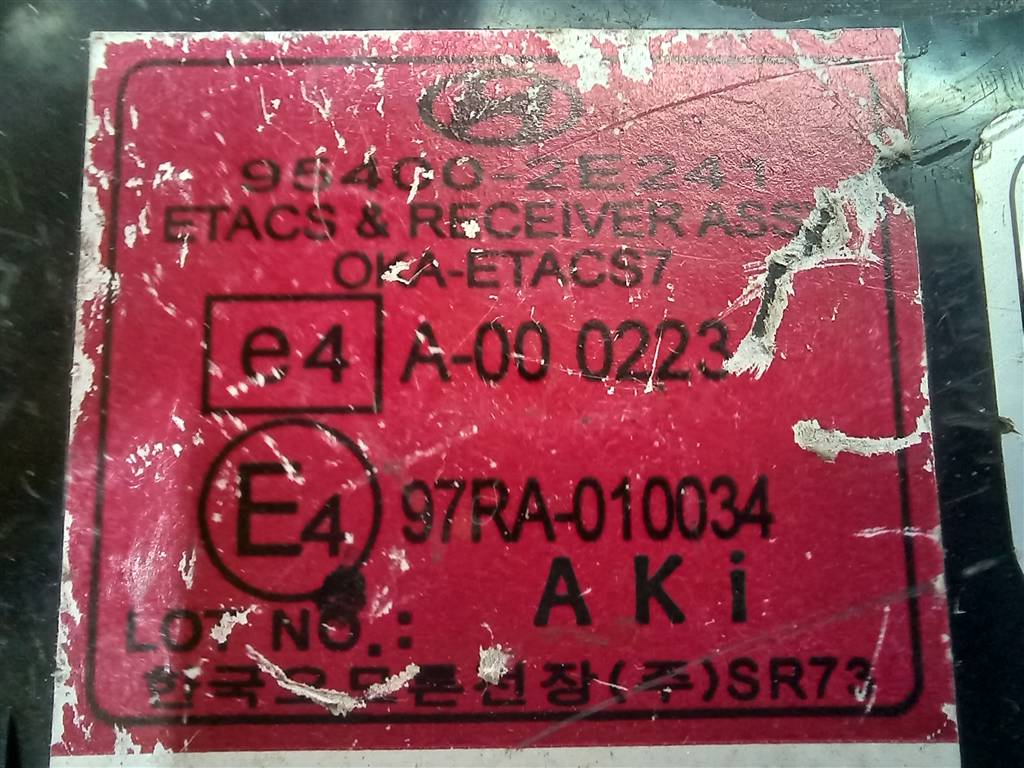 95400-2E241
ETACS & RECEIVER ASSY
OKA-ETACS7
e4 A-00 0223
E4 97RA-010034
AKi
LOT NO.:
한국오므론전장(주)SR73